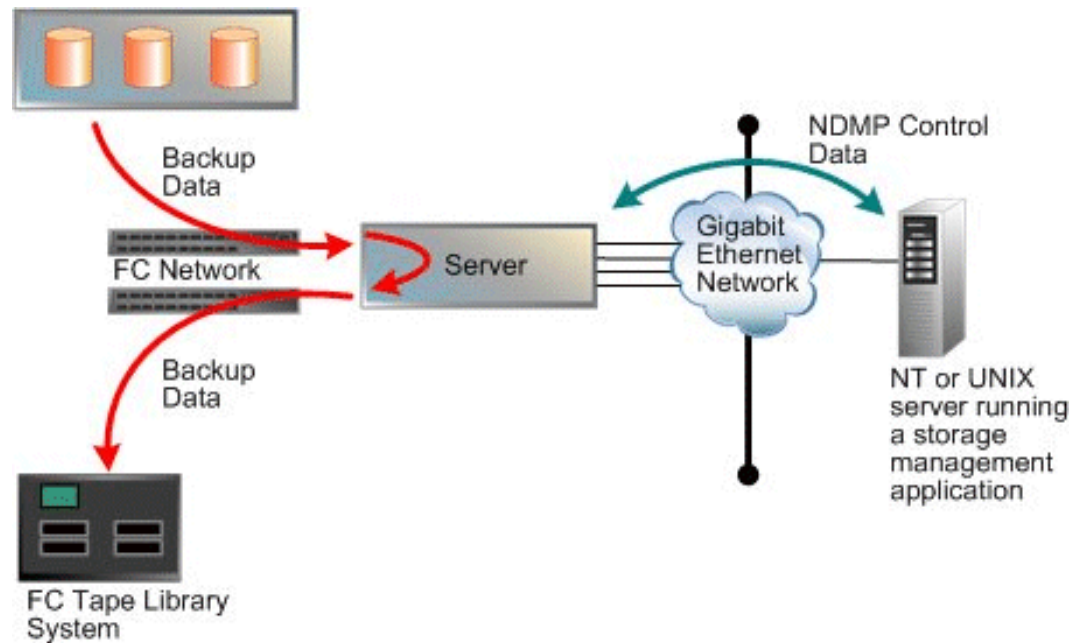 Backup
Data
FC Network
Server
NDMP Control
Data
Gigabit
Ethernet
Network
Backup
Data
NT or UNIX
server running
a storage
management
application
FC Tape Library
System